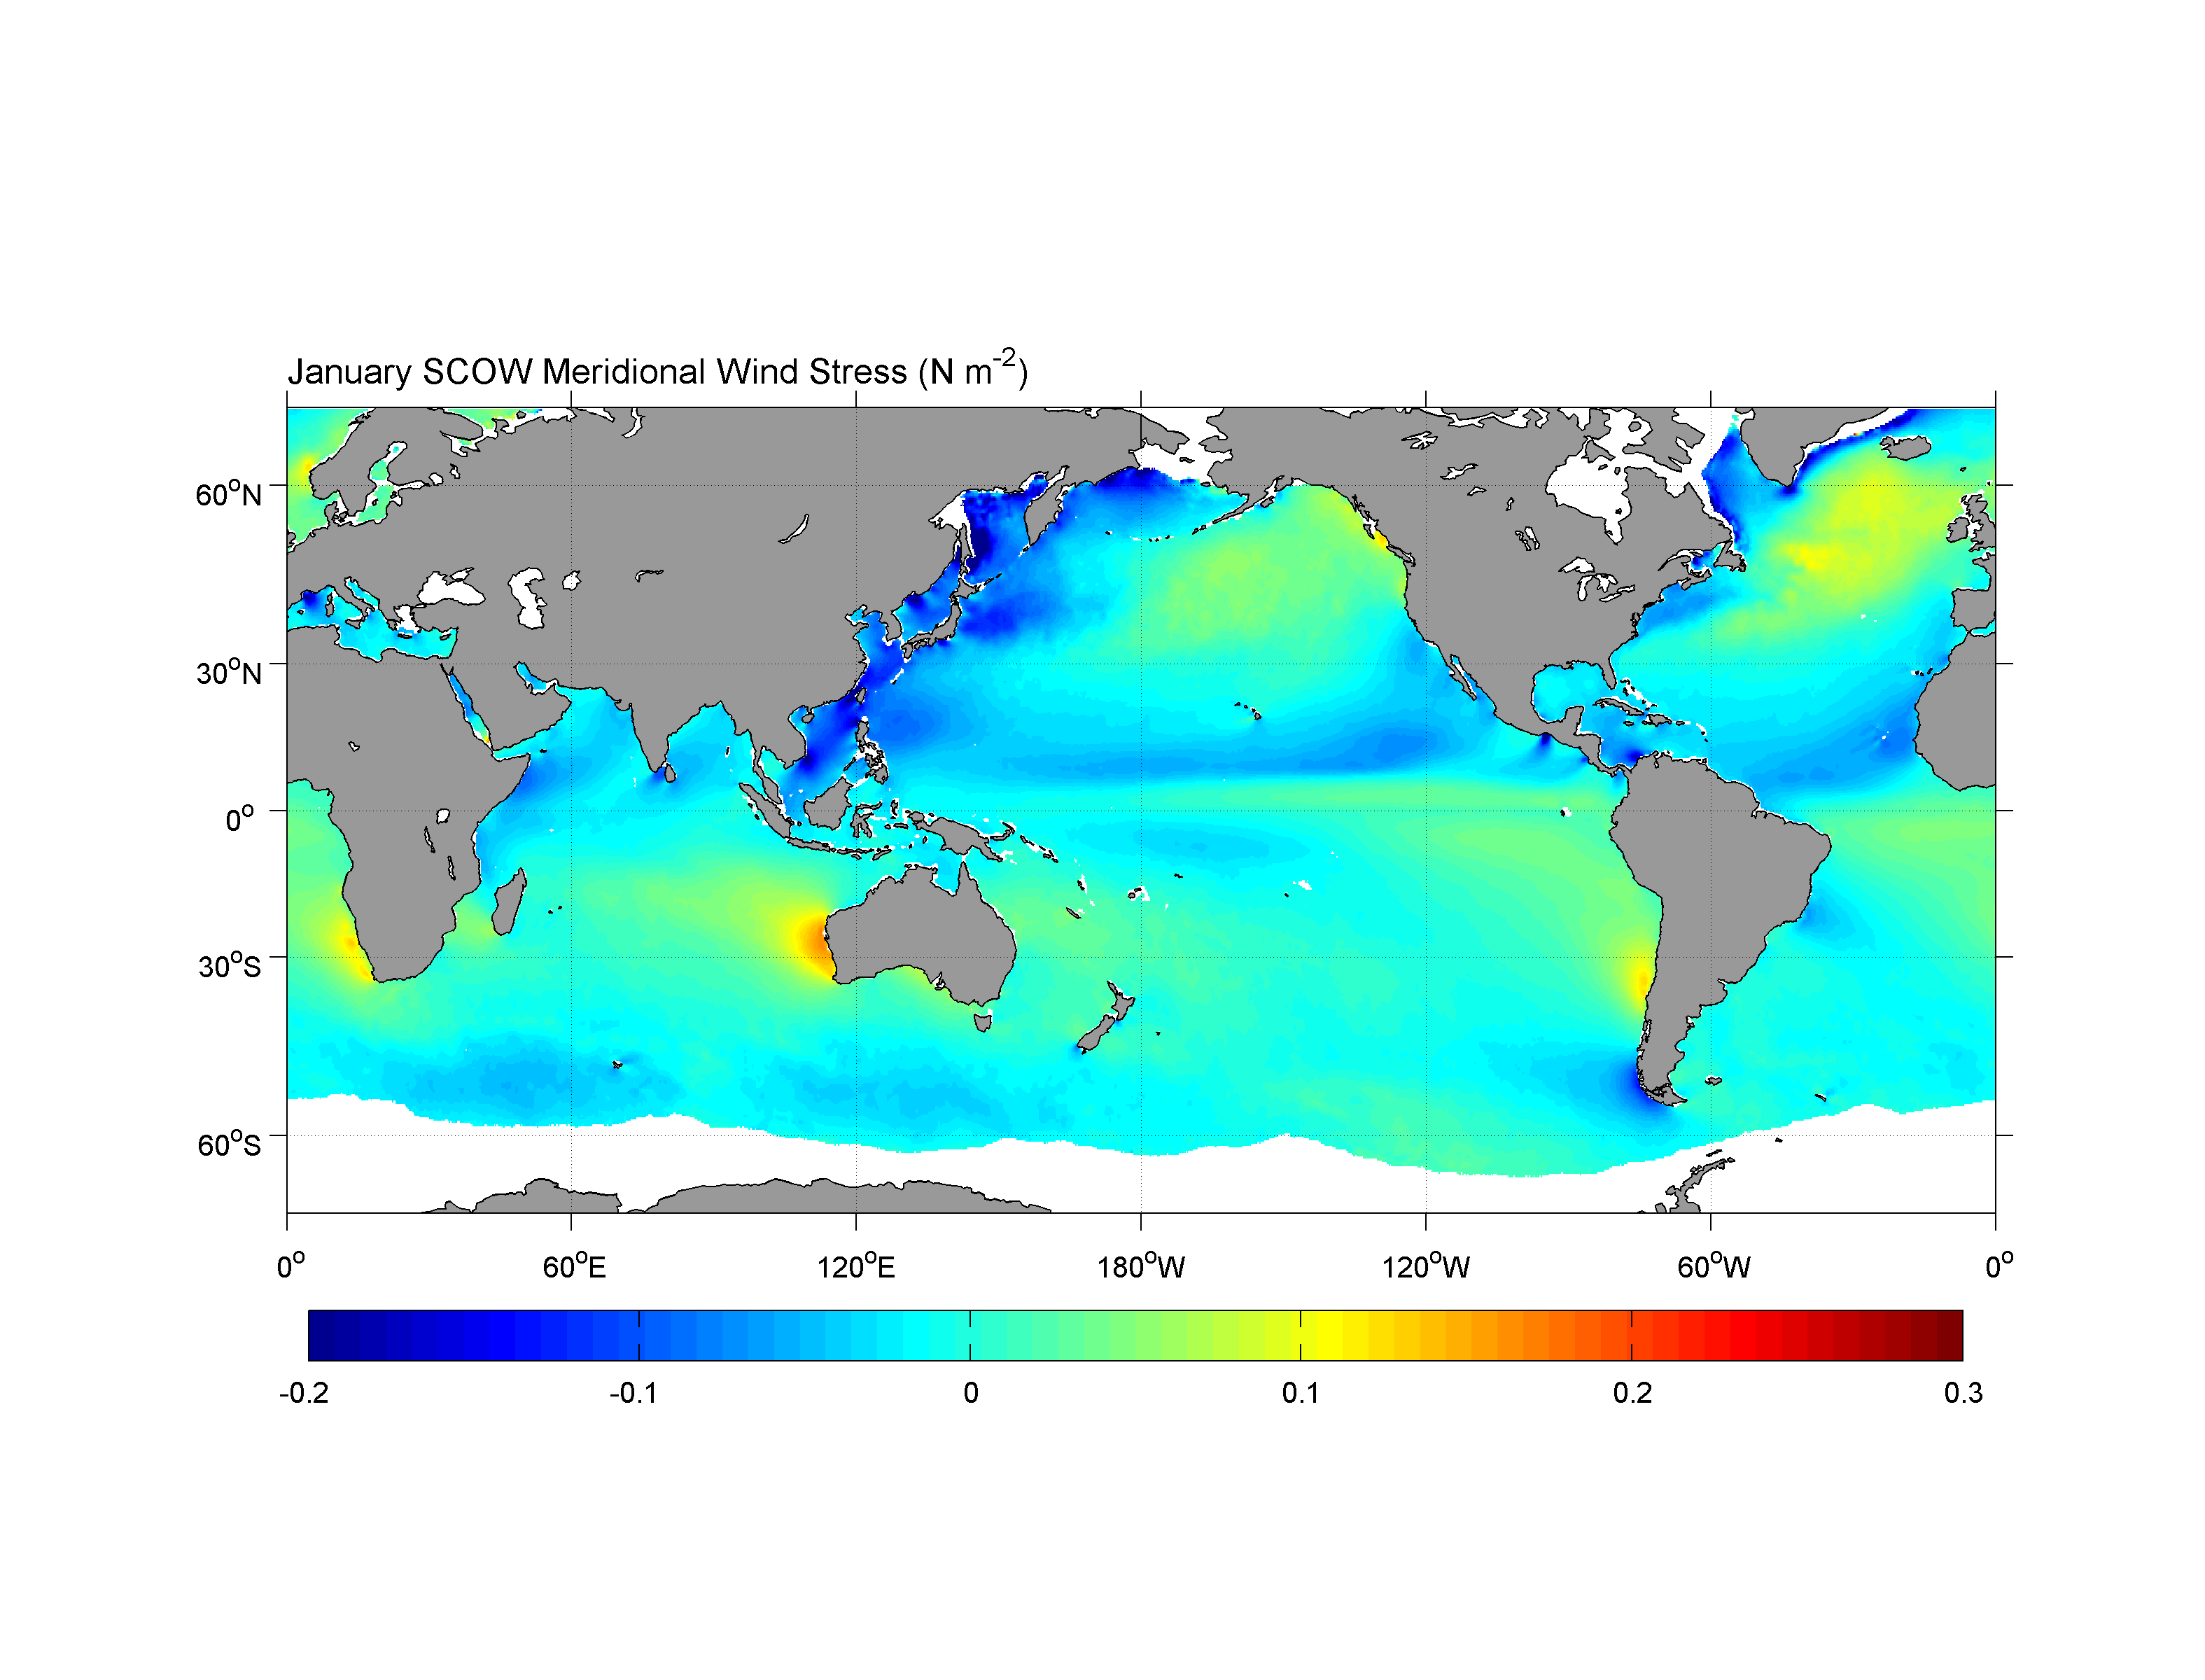 January SCOW Meridional Wind Stress (N m-2)
60oN
30oN
0o
30oS
60oS
0o 60oE 120oE 180oW 120oW 60oW 0o
-0.2 -0.1 0 0.1 0.2 0.3